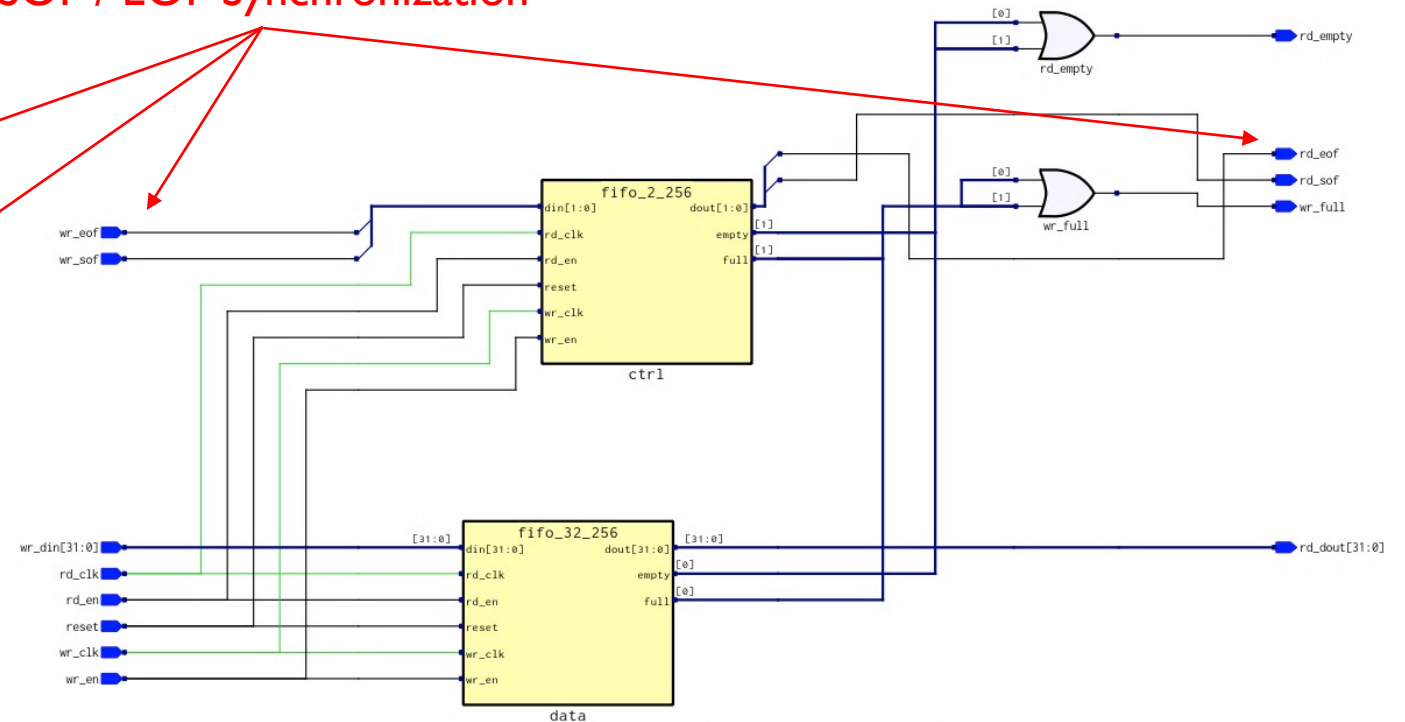 SOF / EOF synchronization
[0]
[1]
rd_empty
rd_empty
rd_eof
rd_sof
wr_full
[0]
[1]
wr_full
wr_eof
wr_sof
fifo_2_256
din[1:0]
dout[1:0]
rd_clk
empty
[1]
rd_en
full
[1]
reset
wr_clk
wr_en
ctrl
wr_din[31:0]
rd_clk
rd_en
reset
wr_clk
wr_en
[31:0]
fifo_32_256
din[31:0]
dout[31:0]
[31:0]
rd_clk
empty
[0]
rd_en
full
[0]
reset
wr_clk
wr_en
data
rd_dout[31:0]